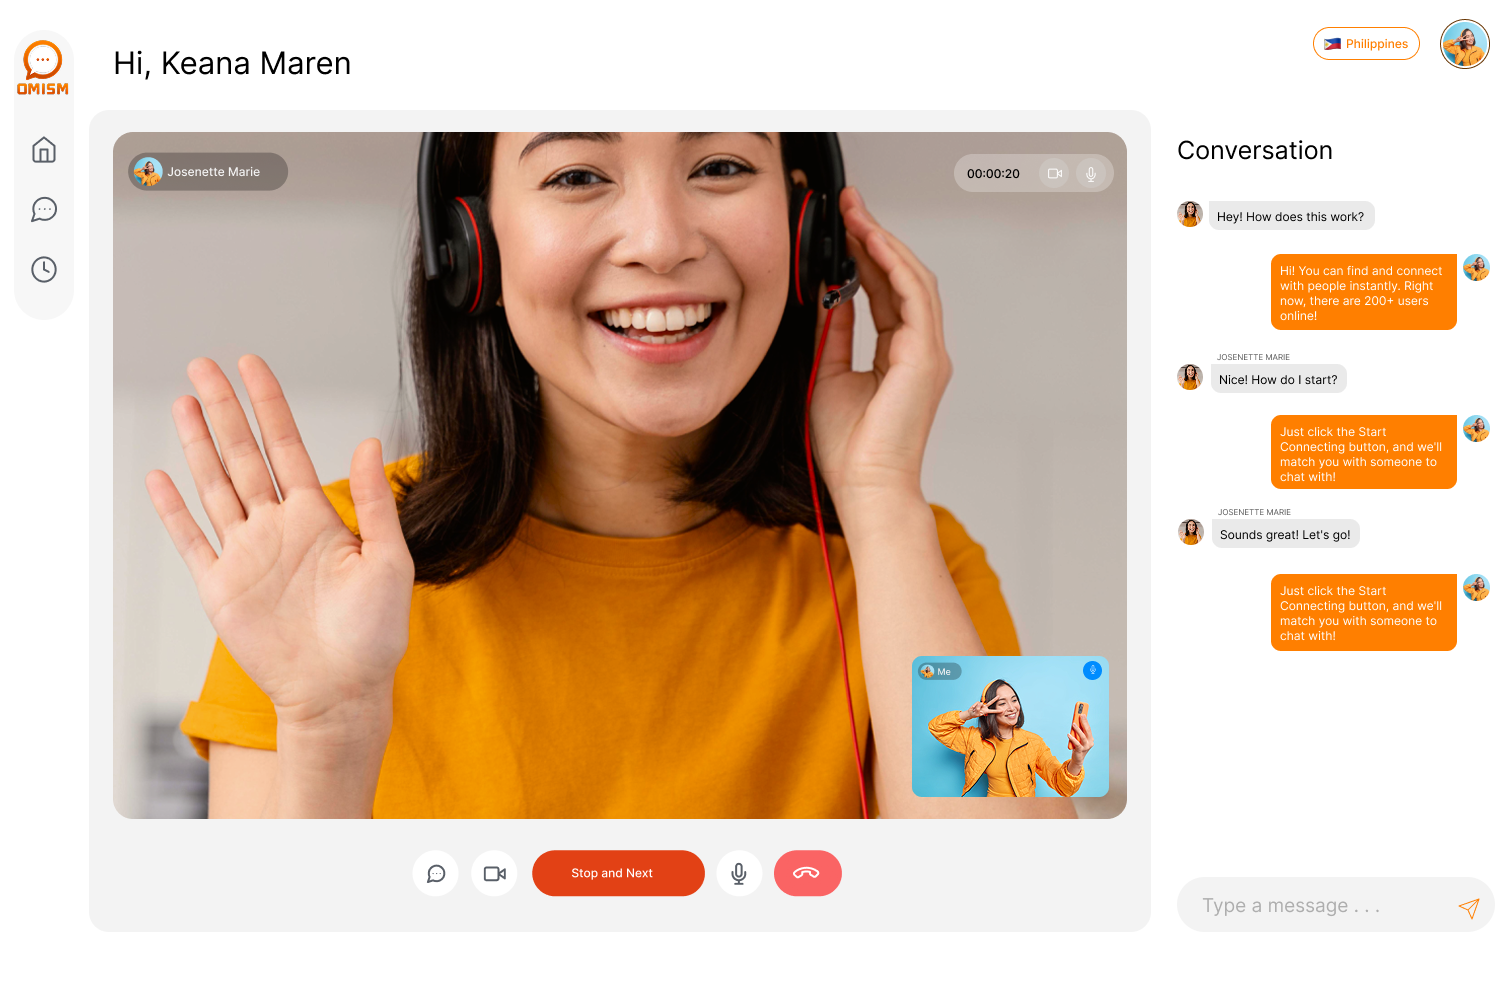 OMISM
Hi, Keana Maren
Philippines
Josenette Marie
00:00:20
Me
Stop and Next
Conversation
Hey! How does this work?
Hi! You can find and connect
with people instantly. Right
now, there are 200+ users
online!
JOSENETTE MARIE
Nice! How do I start?
Just click the Start
Connecting button, and we'll
match you with someone to
chat with!
JOSENETTE MARIE
Sounds great! Let's go!
Just click the Start
Connecting button, and we'll
match you with someone to
chat with!
Type a message . . .